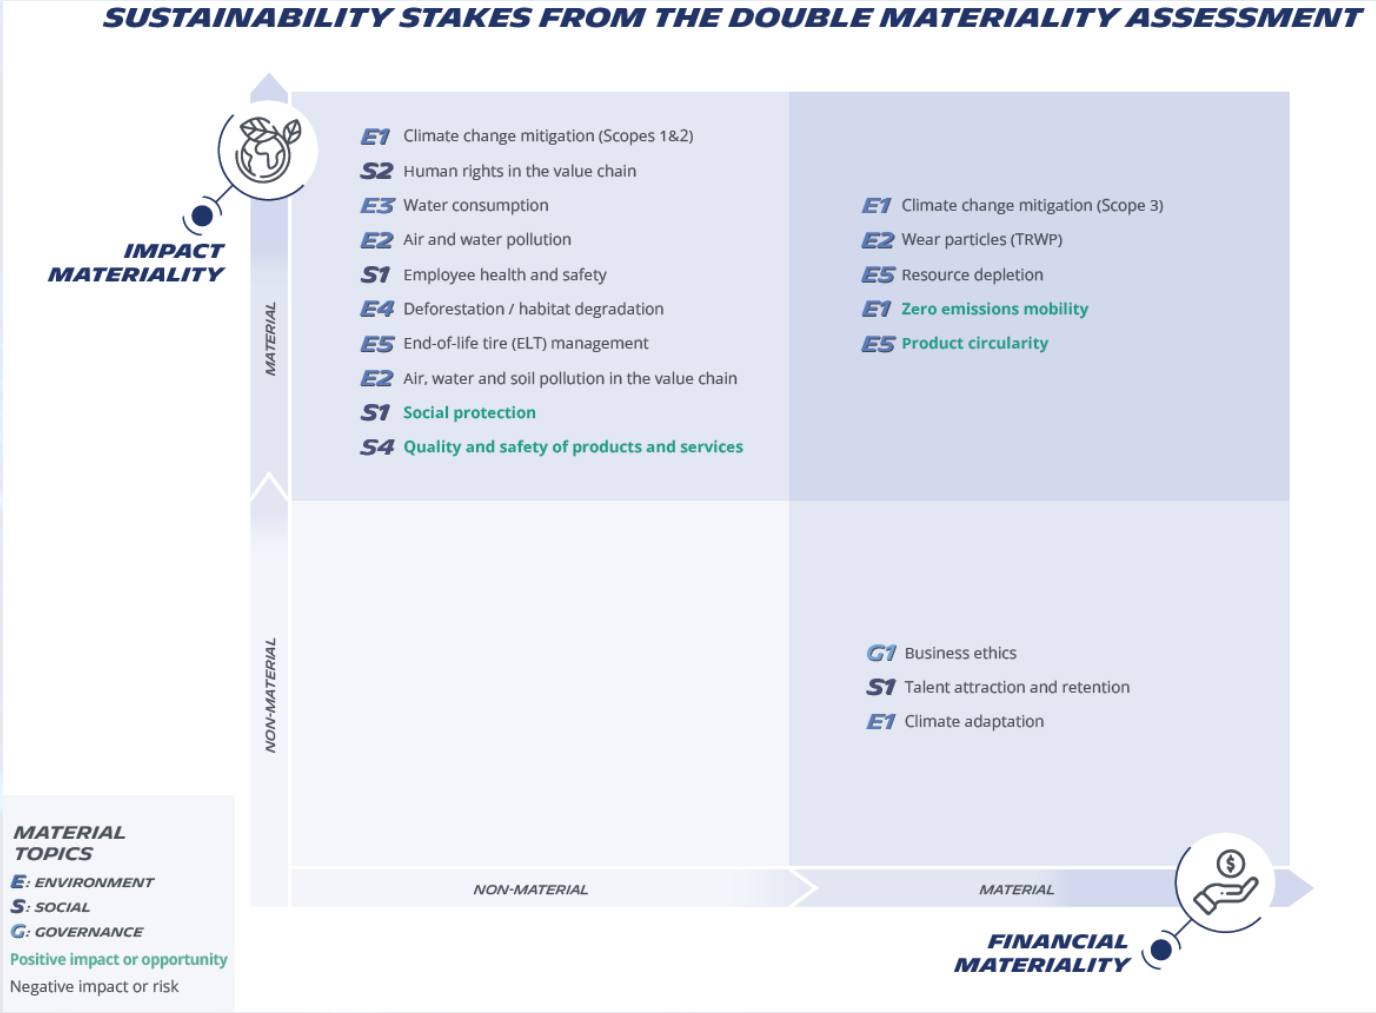 SUSTAINABILITY STAKES FROM THE DOUBLE MATERIALITY ASSESSMENT
IMPACT
MATERIALITY
MATERIAL
NON-MATERIAL
E1 Climate change mitigation (Scopes 1&2)
S2 Human rights in the value chain
E3 Water consumption
E2 Air and water pollution
S1 Employee health and safety
E4 Deforestation / habitat degradation
E5 End-of-life tire (ELT) management
E2 Air, water and soil pollution in the value chain
S1 Social protection
S4 Quality and safety of products and services
E1 Climate change mitigation (Scope 3)
E2 Wear particles (TRWP)
E5 Resource depletion
E1 Zero emissions mobility
E5 Product circularity
G1 Business ethics
S1 Talent attraction and retention
E1 Climate adaptation
NON-MATERIAL
MATERIAL
$
FINANCIAL
MATERIALITY
MATERIAL
TOPICS
E: ENVIRONMENT
S: SOCIAL
G: GOVERNANCE
Positive impact or opportunity
Negative impact or risk